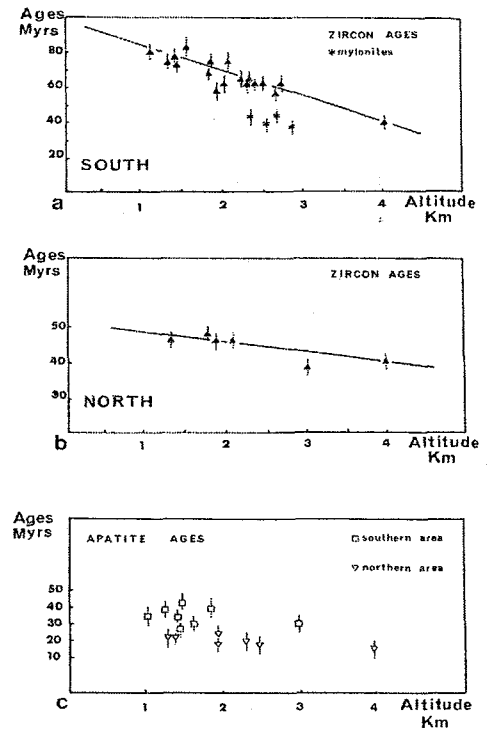 Ages
Myrs
ZIRCON AGES
*mylonites
80
60
40
20
SOUTH
a
1
2
3
4
Altitude
Km
Ages
Myrs
ZIRCON AGES
50
40
30
NORTH
b
1
2
3
4
Altitude
Km
Ages
Myrs
APATITE AGES
southern area
northern area
50
40
30
20
10
c
1
2
3
4
Altitude
Km